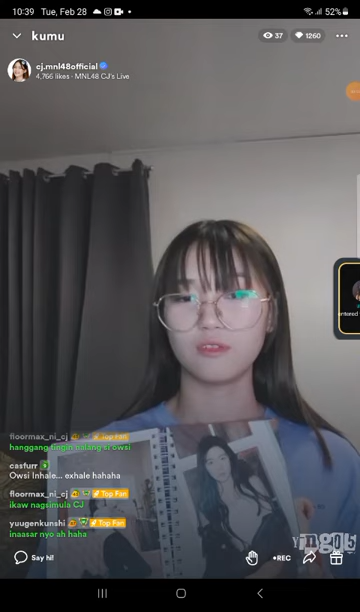 10:39 Tue, Feb 28
52%
kumu
37
1260
cj.mnl48official
4,766 likes · MNL48 CJ's Live
entered
floormax_ni_cj Top Fan
hanggang tingin nalang si owsi
casfurr
Owsi Inhale... exhale hahaha
floormax_ni_cj Top Fan
ikaw nagsimula CJ
yuugenkunshi Top Fan
inaasar nyo ah haha
Say hi!
•REC